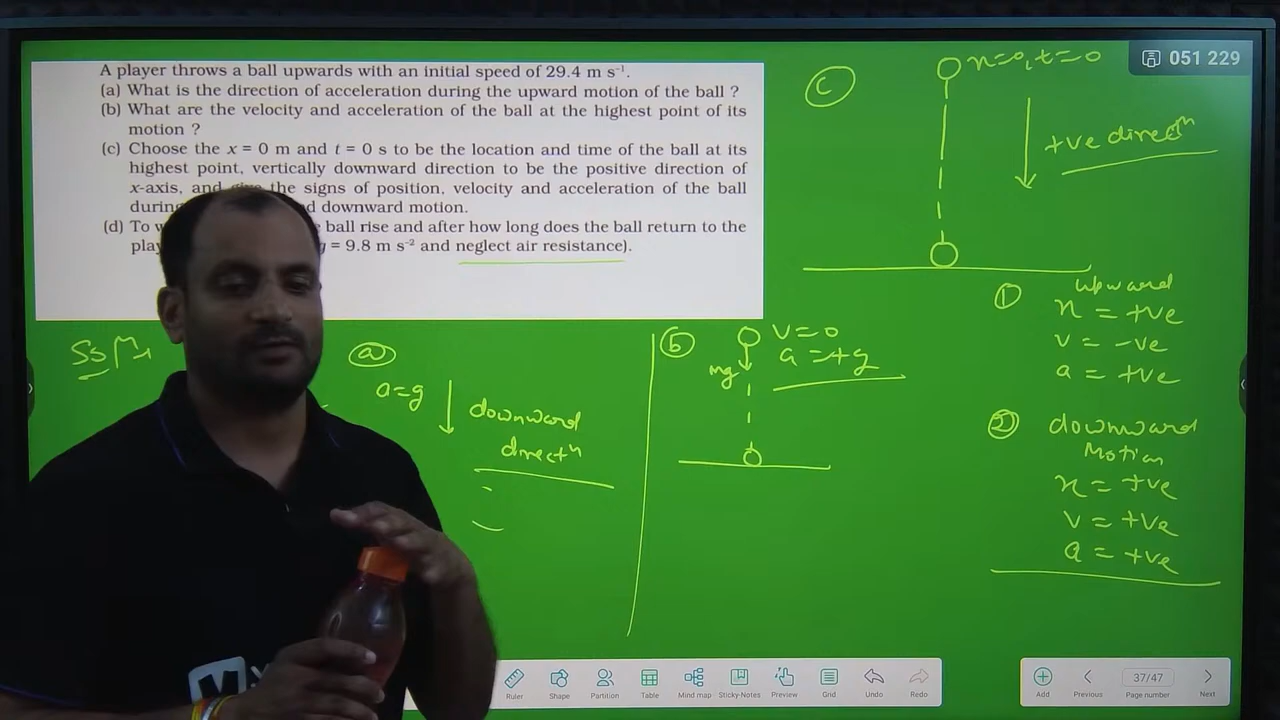 A player throws a ball upwards with an initial speed of 29.4 m s⁻¹.
(a) What is the direction of acceleration during the upward motion of the ball ?
(b) What are the velocity and acceleration of the ball at the highest point of its
motion ?
(c) Choose the x = 0 m and t = 0 s to be the location and time of the ball at its
highest point, vertically downward direction to be the positive direction of
x-axis, and the signs of position, velocity and acceleration of the ball
during downward motion.
(d) To ball rise and after how long does the ball return to the
= 9.8 m s⁻² and neglect air resistance).
051 229
C
x=0, t=0
+ve directⁿ
① upward
x = +ve
v = -ve
a = +ve
② downward
Motion
x = +ve
v = +ve
a = +ve
ⓐ
a=g
downward
directⁿ
ⓑ
v=0
a =+g
mg
Ruler Shape Partition Table Mind map Sticky-Notes Preview Grid Undo Redo
Add Previous 37/47 Page number Next